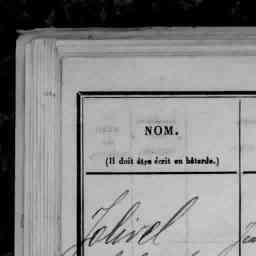 NOM.
(Il doit être écrit en bâtarde.)
Jolivel